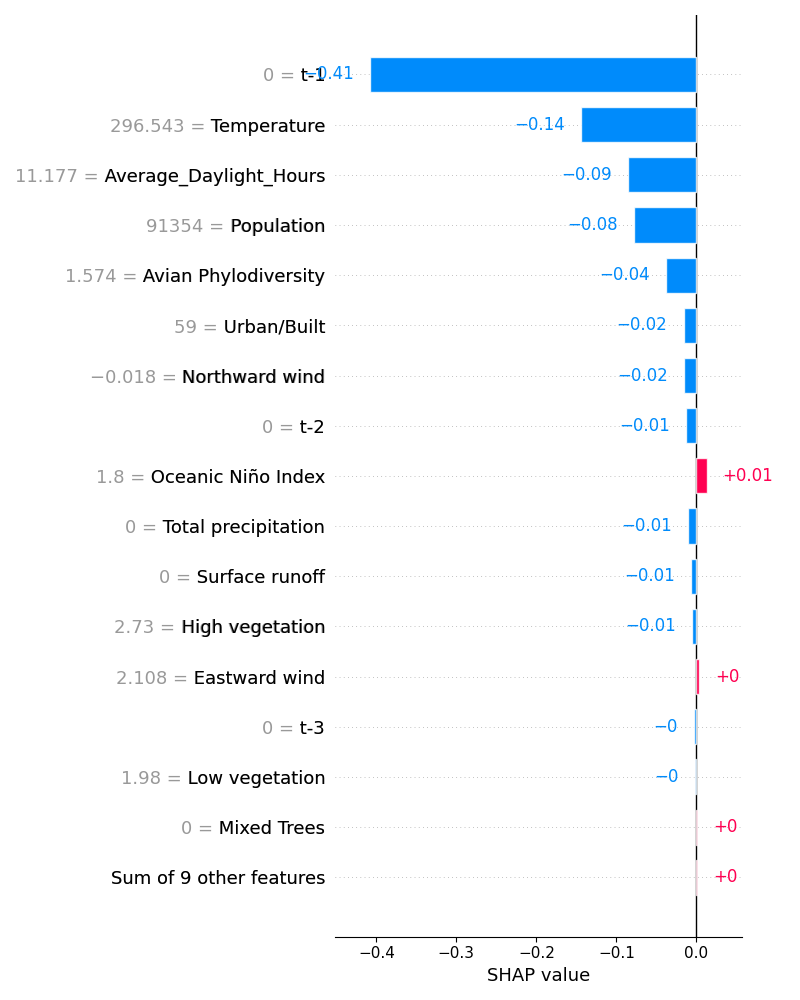 0 = t-1 −0.41
296.543 = Temperature −0.14
11.177 = Average_Daylight_Hours −0.09
91354 = Population −0.08
1.574 = Avian Phylodiversity −0.04
59 = Urban/Built −0.02
−0.018 = Northward wind −0.02
0 = t-2 −0.01
1.8 = Oceanic Niño Index +0.01
0 = Total precipitation −0.01
0 = Surface runoff −0.01
2.73 = High vegetation −0.01
2.108 = Eastward wind +0
0 = t-3 −0
1.98 = Low vegetation −0
0 = Mixed Trees +0
Sum of 9 other features +0
−0.4 −0.3 −0.2 −0.1 0.0
SHAP value